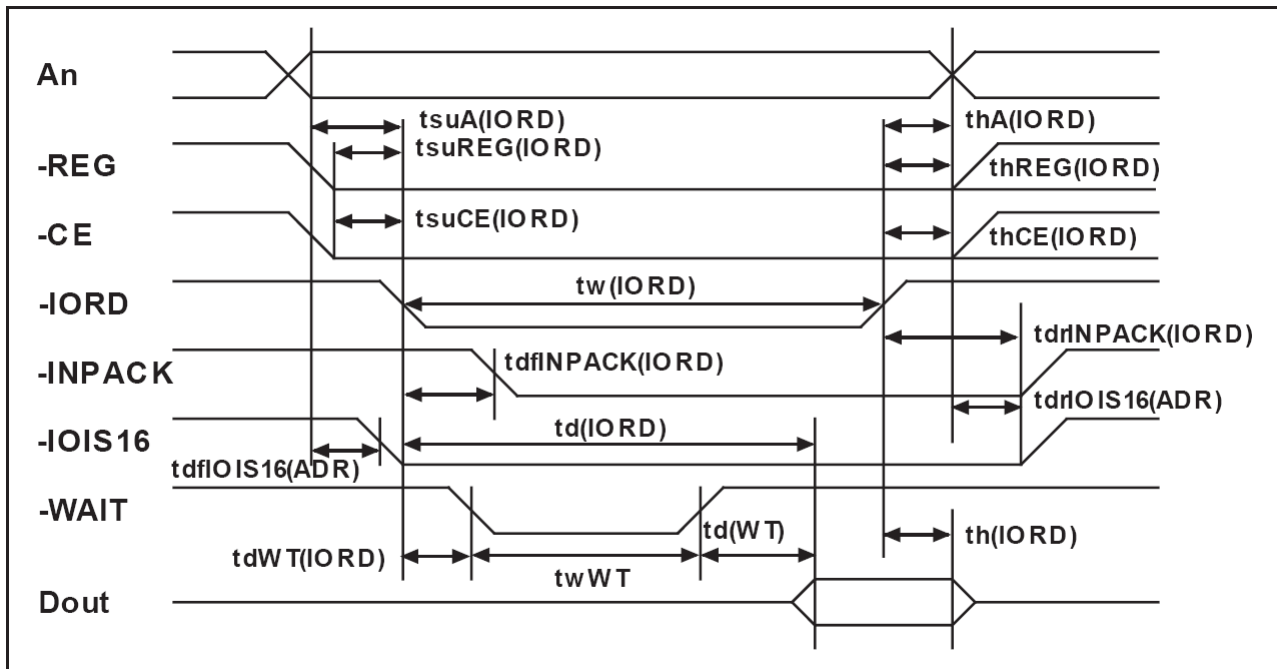 An
tsuA(IORD)
thA(IORD)
tsuREG(IORD)
-REG
thREG(IORD)
tsuCE(IORD)
-CE
thCE(IORD)
-IORD
tw(IORD)
tdrINPACK(IORD)
-INPACK
tdfINPACK(IORD)
tdrIOIS16(ADR)
-IOIS16
td(IORD)
tdfIOIS16(ADR)
-WAIT
td(WT)
th(IORD)
tdWT(IORD)
twWT
Dout